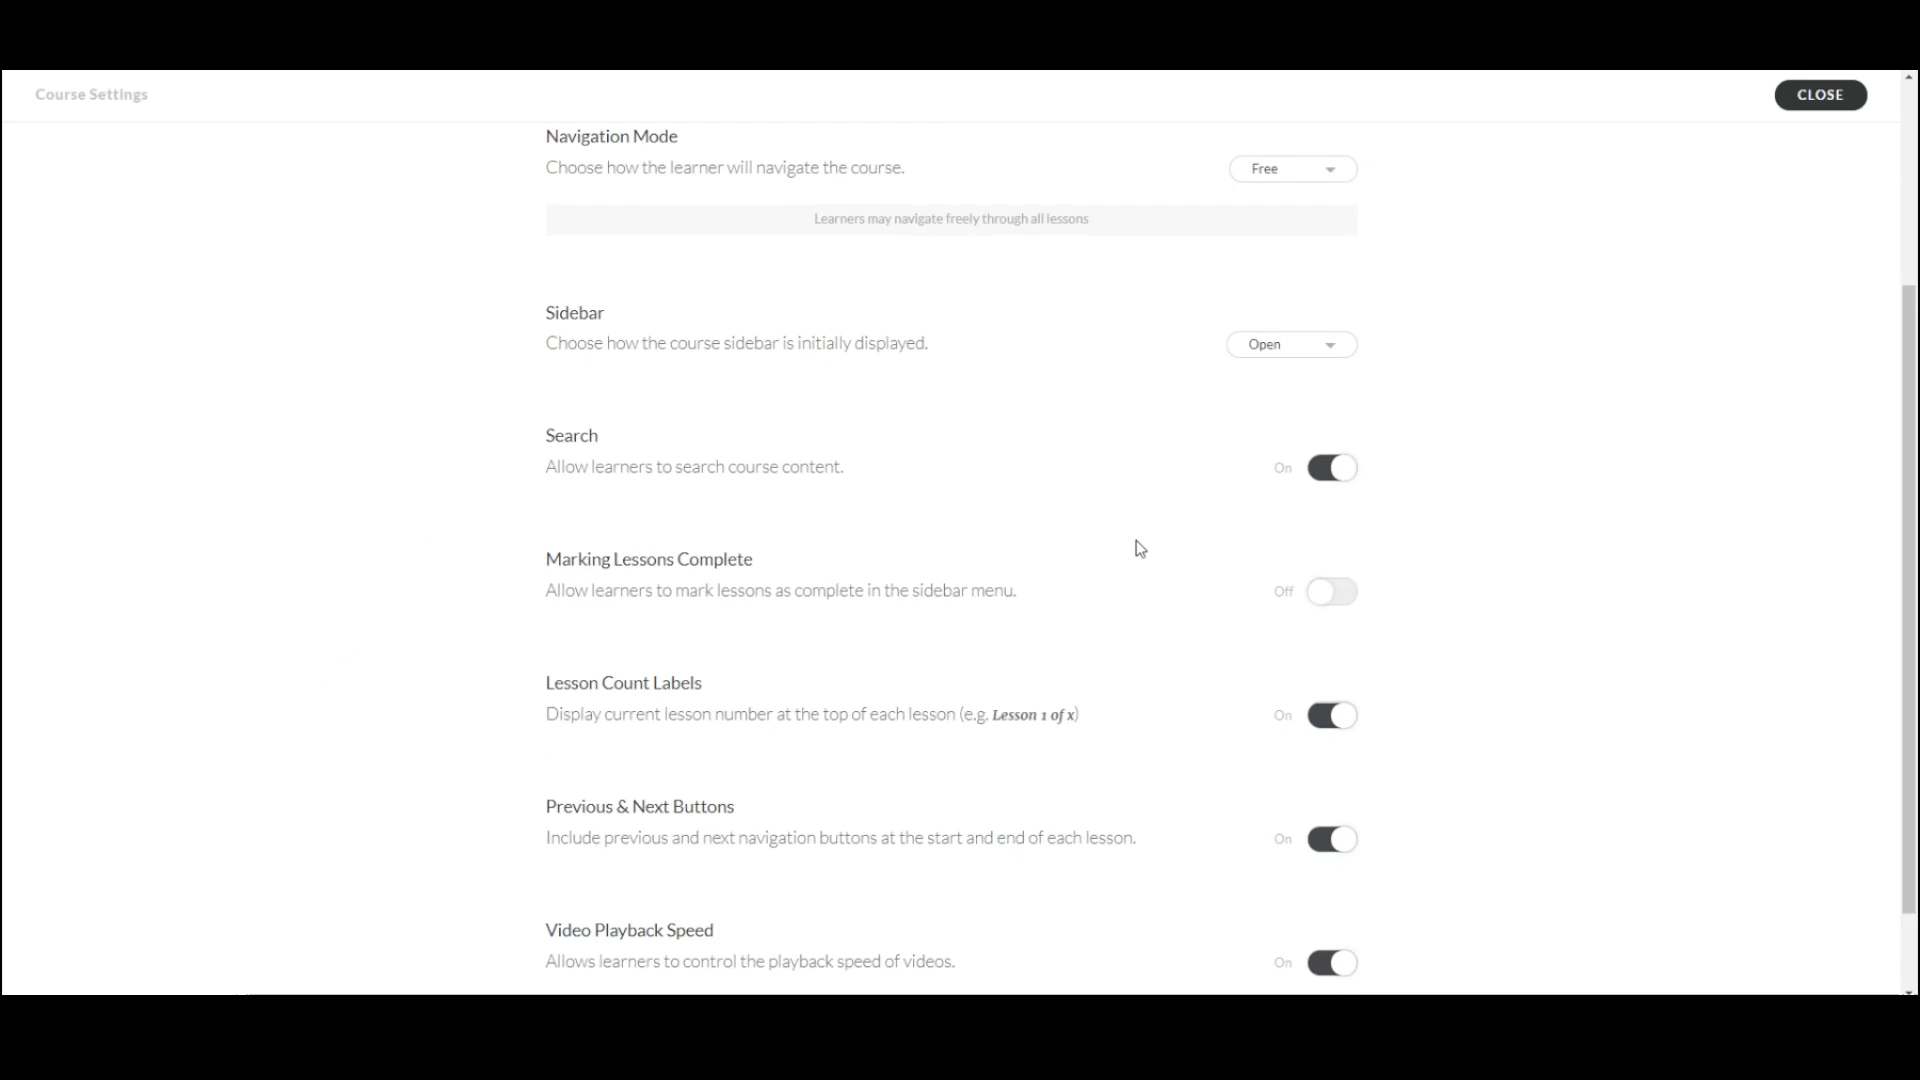 Course Settings
CLOSE
Navigation Mode
Choose how the learner will navigate the course.
Free
Learners may navigate freely through all lessons
Sidebar
Choose how the course sidebar is initially displayed.
Open
Search
Allow learners to search course content.
On
Marking Lessons Complete
Allow learners to mark lessons as complete in the sidebar menu.
Off
Lesson Count Labels
Display current lesson number at the top of each lesson (e.g. Lesson 1 of x)
On
Previous & Next Buttons
Include previous and next navigation buttons at the start and end of each lesson.
On
Video Playback Speed
Allows learners to control the playback speed of videos.
On